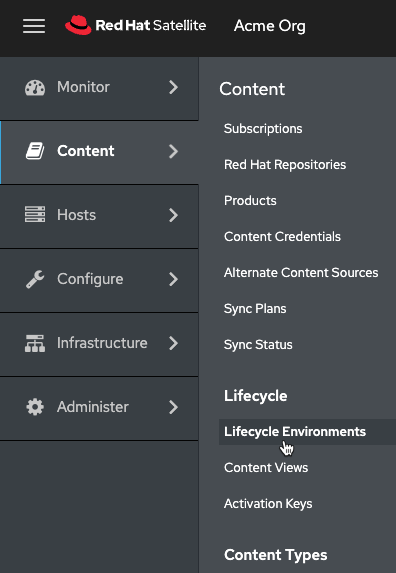 Red Hat Satellite Acme Org
Monitor
Content
Hosts
Configure
Infrastructure
Administer
Content
Subscriptions
Red Hat Repositories
Products
Content Credentials
Alternate Content Sources
Sync Plans
Sync Status
Lifecycle
Lifecycle Environments
Content Views
Activation Keys
Content Types